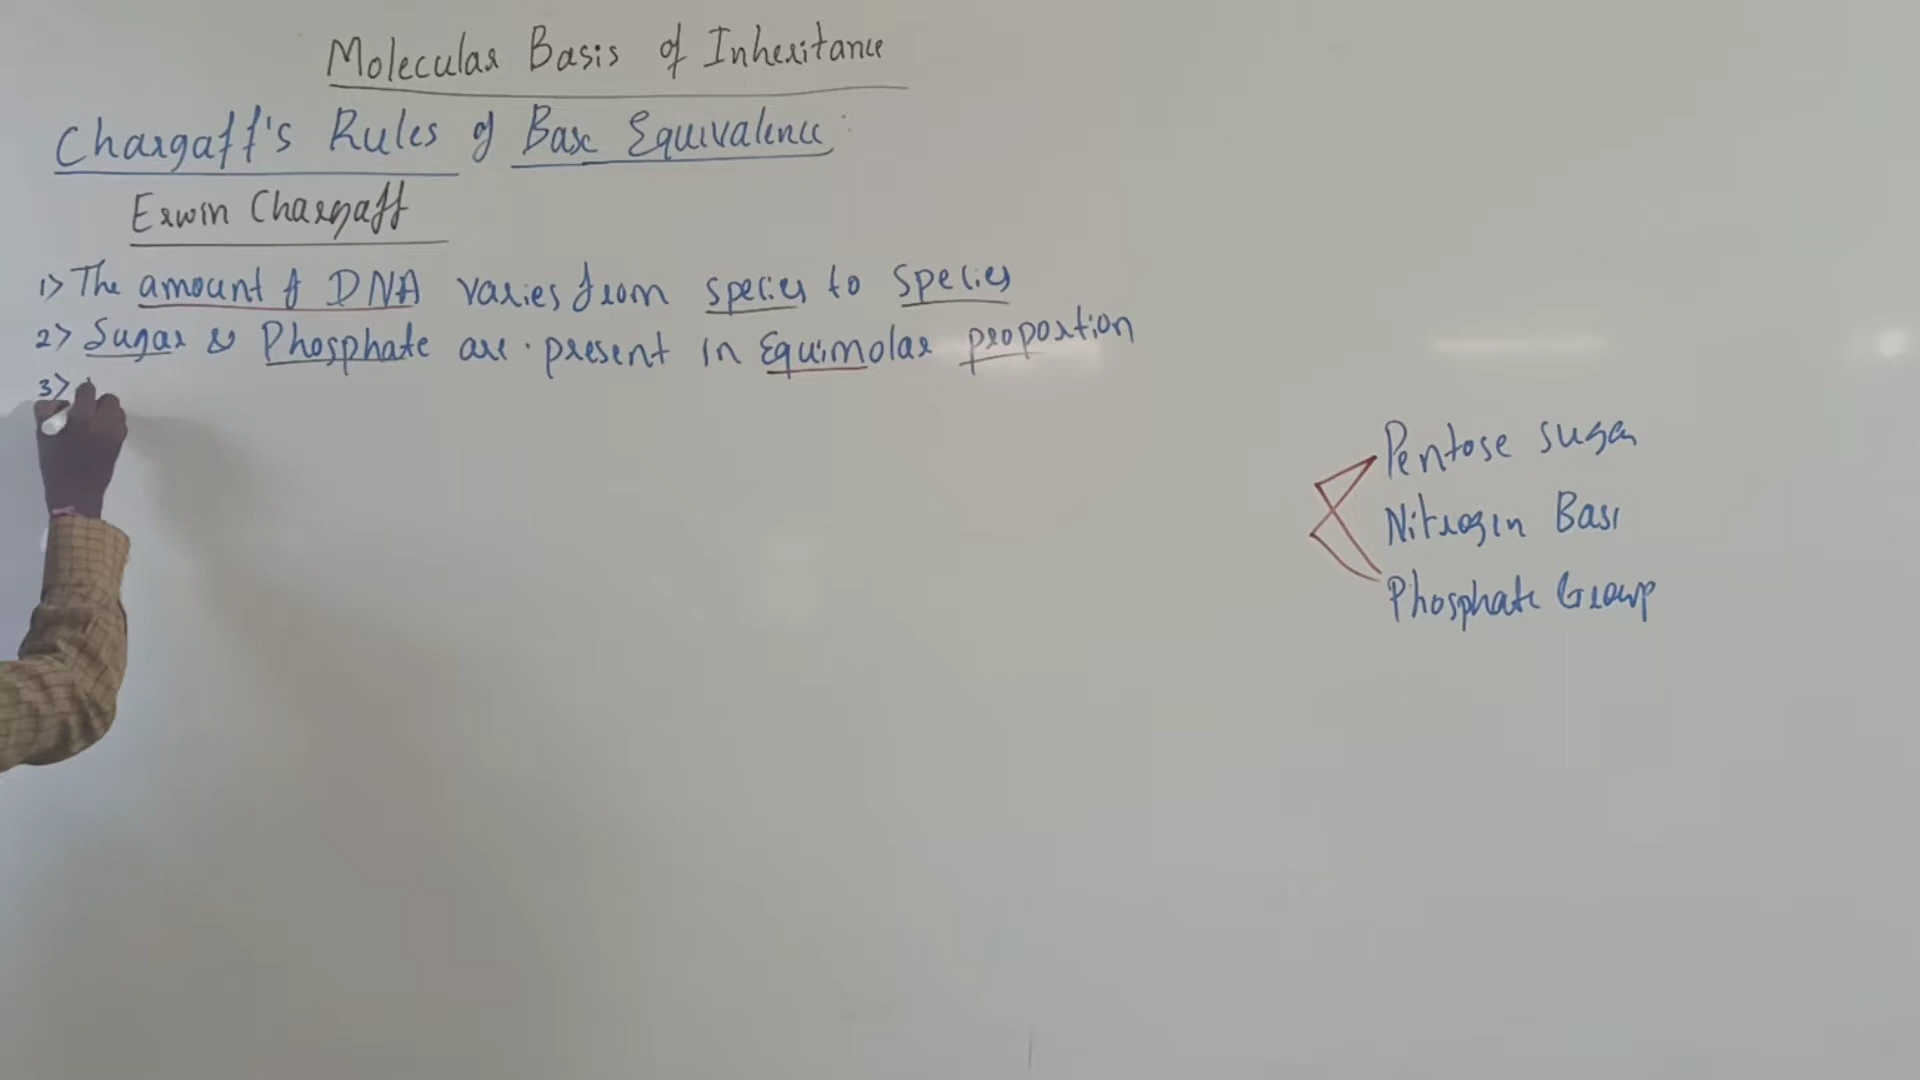 Molecular Basis of Inheritance
Chargaff's Rules of Base Equivalence:
Erwin Chargaff
1> The amount of DNA varies from species to species
2> Sugar & Phosphate are present in Equimolar proportion
3>
Pentose sugar
Nitrogen Base
Phosphate Group